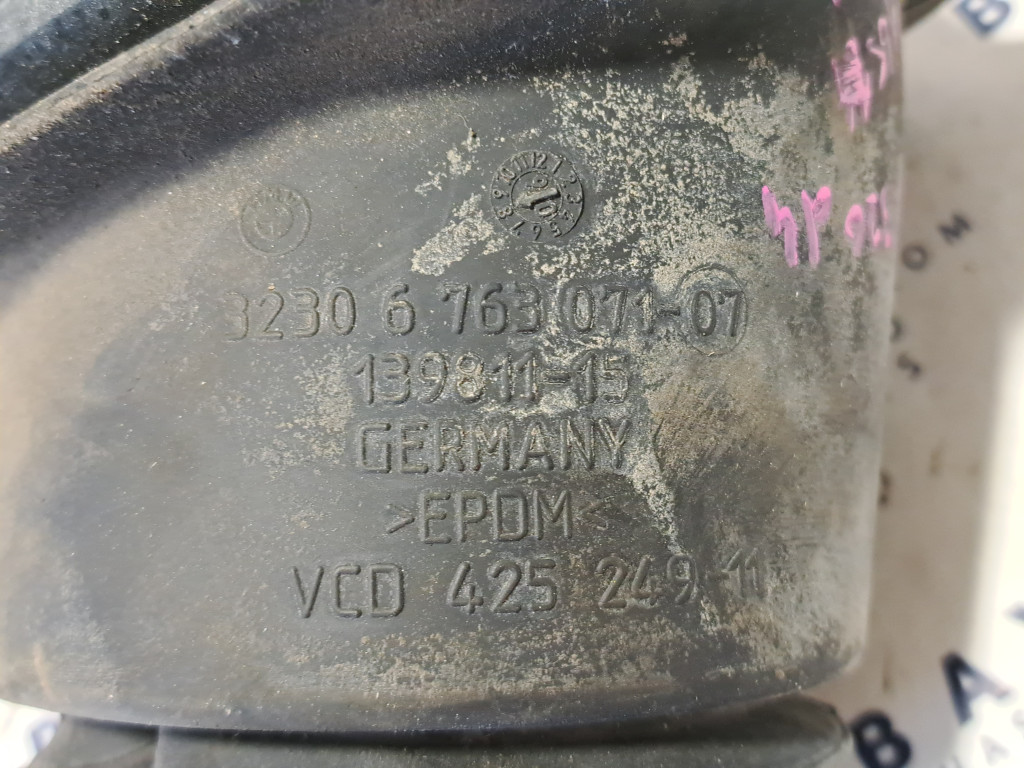 3230 6 763 071-07
139811-15
GERMANY
>EPDM<
VCD 425 249-11